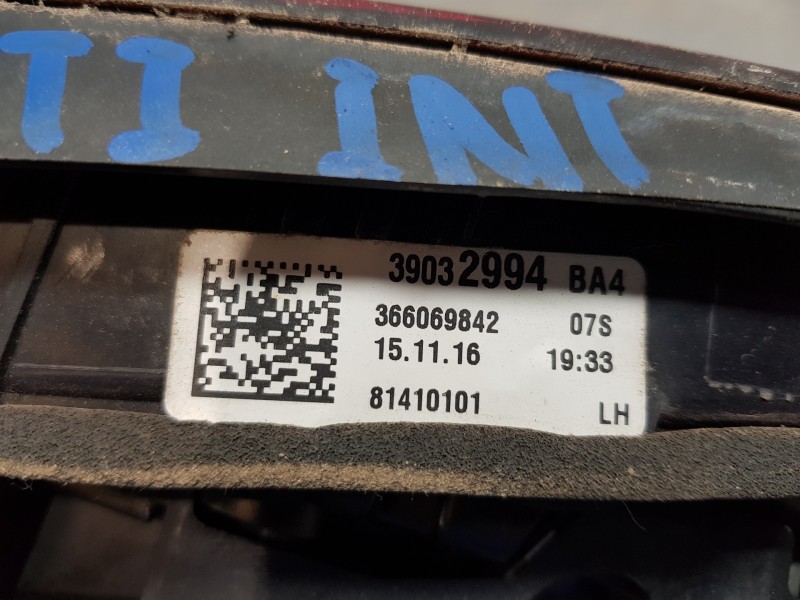 TI INT
39032994 BA4
366069842 07S
15.11.16 19:33
81410101 LH